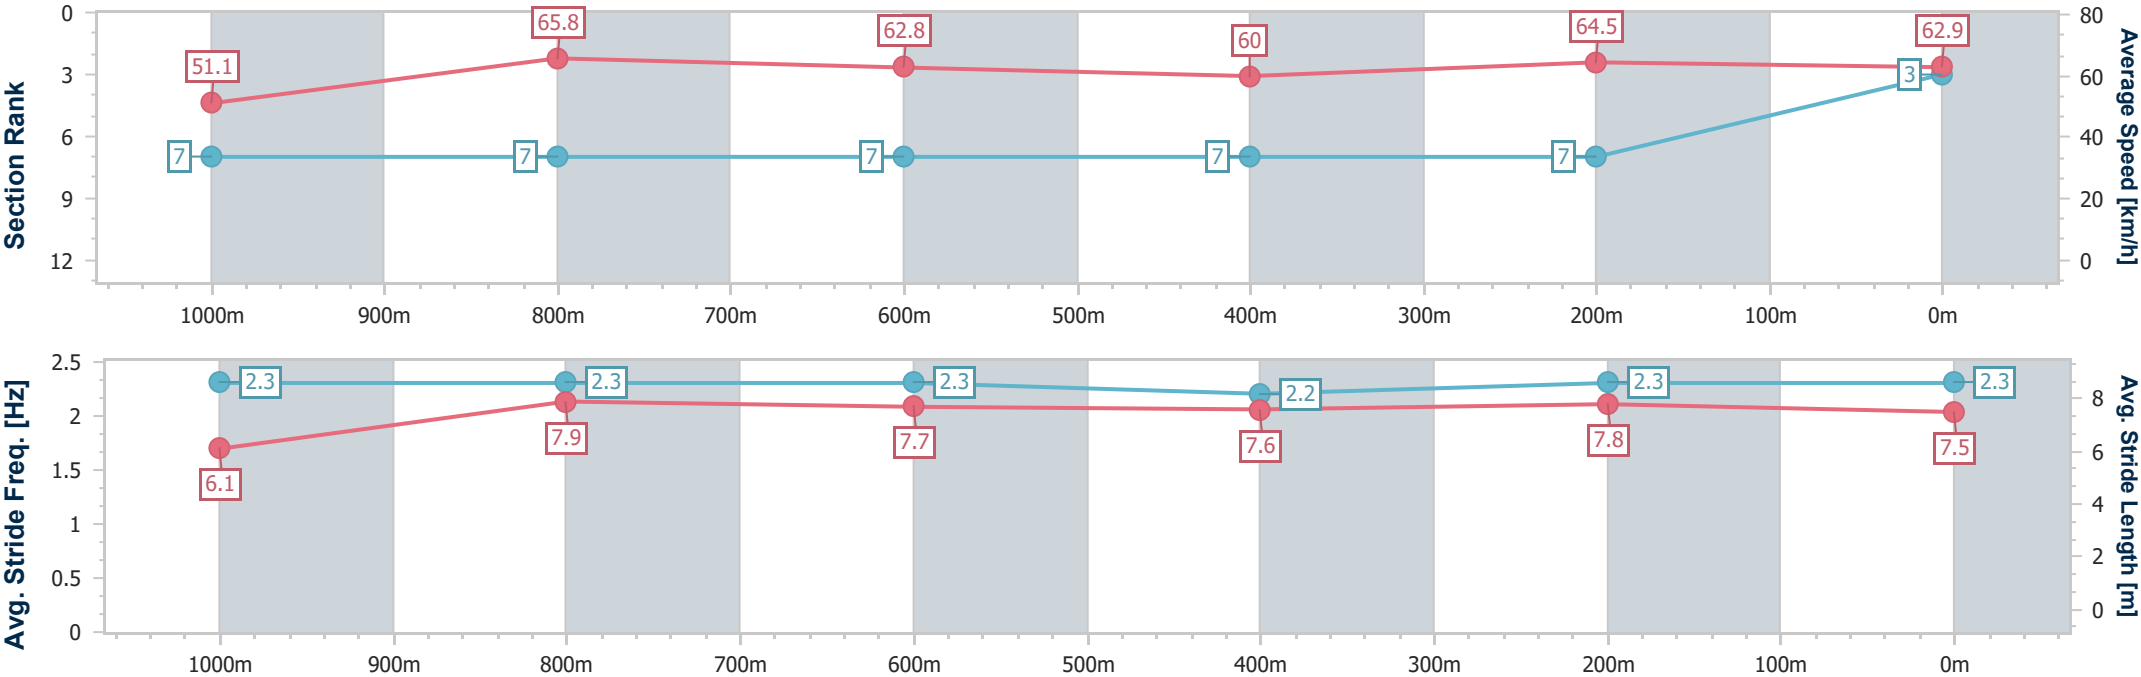 Section Rank
0
3
6
9
12
51.1
65.8
62.8
60
64.5
62.9
7
7
7
7
7
3
80
60
40
20
0
Average Speed [km/h]
1000m
900m
800m
700m
600m
500m
400m
300m
200m
100m
0m
Avg. Stride Freq. [Hz]
2.5
2
1.5
1
0.5
0
2.3
2.3
2.3
2.2
2.3
2.3
6.1
7.9
7.7
7.6
7.8
7.5
8
6
4
2
0
Avg. Stride Length [m]
1000m
900m
800m
700m
600m
500m
400m
300m
200m
100m
0m